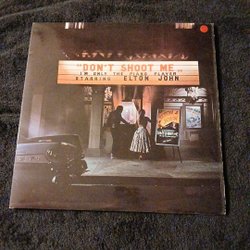 "DON'T SHOOT ME
I'M ONLY THE PIANO PLAYER"
STARRING ELTON JOHN